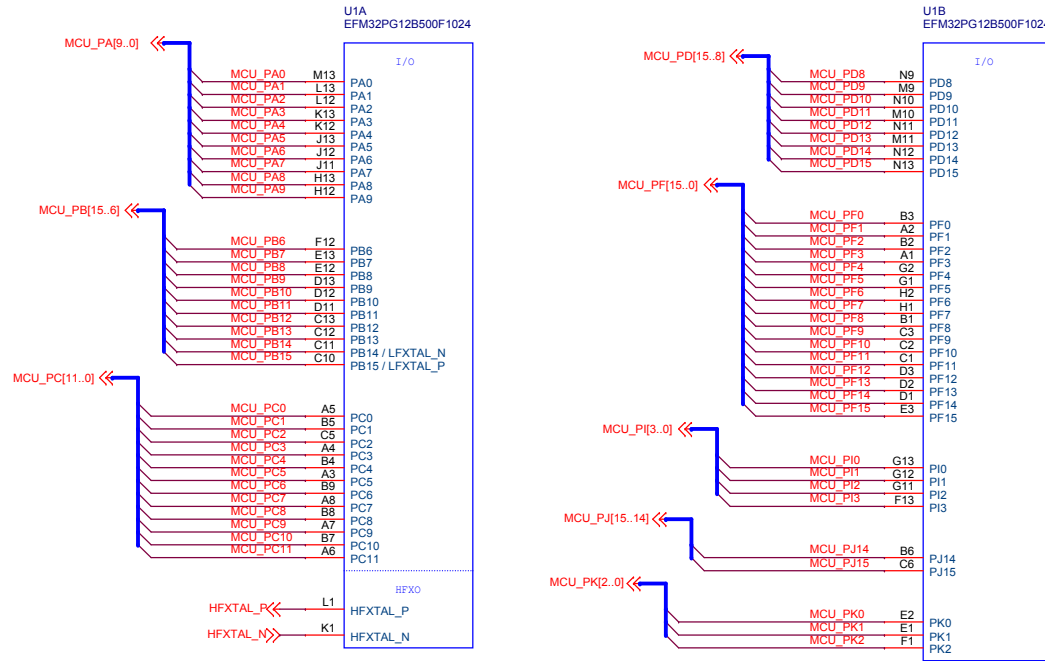 U1A
EFM32PG12B500F1024
I/O
MCU_PA[9..0]
MCU_PA0 M13 PA0
MCU_PA1 L13 PA1
MCU_PA2 L12 PA2
MCU_PA3 K13 PA3
MCU_PA4 K12 PA4
MCU_PA5 J13 PA5
MCU_PA6 J12 PA6
MCU_PA7 J11 PA7
MCU_PA8 H13 PA8
MCU_PA9 H12 PA9
MCU_PB[15..6]
MCU_PB6 F12 PB6
MCU_PB7 E13 PB7
MCU_PB8 E12 PB8
MCU_PB9 D13 PB9
MCU_PB10 D12 PB10
MCU_PB11 D11 PB11
MCU_PB12 C13 PB12
MCU_PB13 C12 PB13
MCU_PB14 C11 PB14 / LFXTAL_N
MCU_PB15 C10 PB15 / LFXTAL_P
MCU_PC[11..0]
MCU_PC0 A5 PC0
MCU_PC1 B5 PC1
MCU_PC2 C5 PC2
MCU_PC3 A4 PC3
MCU_PC4 B4 PC4
MCU_PC5 A3 PC5
MCU_PC6 B9 PC6
MCU_PC7 A8 PC7
MCU_PC8 B8 PC8
MCU_PC9 A7 PC9
MCU_PC10 B7 PC10
MCU_PC11 A6 PC11
HFXO
HFXTAL_P L1 HFXTAL_P
HFXTAL_N K1 HFXTAL_N
U1B
EFM32PG12B500F1024
I/O
MCU_PD[15..8]
MCU_PD8 N9 PD8
MCU_PD9 M9 PD9
MCU_PD10 N10 PD10
MCU_PD11 M10 PD11
MCU_PD12 N11 PD12
MCU_PD13 M11 PD13
MCU_PD14 N12 PD14
MCU_PD15 N13 PD15
MCU_PF[15..0]
MCU_PF0 B3 PF0
MCU_PF1 A2 PF1
MCU_PF2 B2 PF2
MCU_PF3 A1 PF3
MCU_PF4 G2 PF4
MCU_PF5 G1 PF5
MCU_PF6 H2 PF6
MCU_PF7 H1 PF7
MCU_PF8 B1 PF8
MCU_PF9 C3 PF9
MCU_PF10 C2 PF10
MCU_PF11 C1 PF11
MCU_PF12 D3 PF12
MCU_PF13 D2 PF13
MCU_PF14 D1 PF14
MCU_PF15 E3 PF15
MCU_PI[3..0]
MCU_PI0 G13 PI0
MCU_PI1 G12 PI1
MCU_PI2 G11 PI2
MCU_PI3 F13 PI3
MCU_PJ[15..14]
MCU_PJ14 B6 PJ14
MCU_PJ15 C6 PJ15
MCU_PK[2..0]
MCU_PK0 E2 PK0
MCU_PK1 E1 PK1
MCU_PK2 F1 PK2